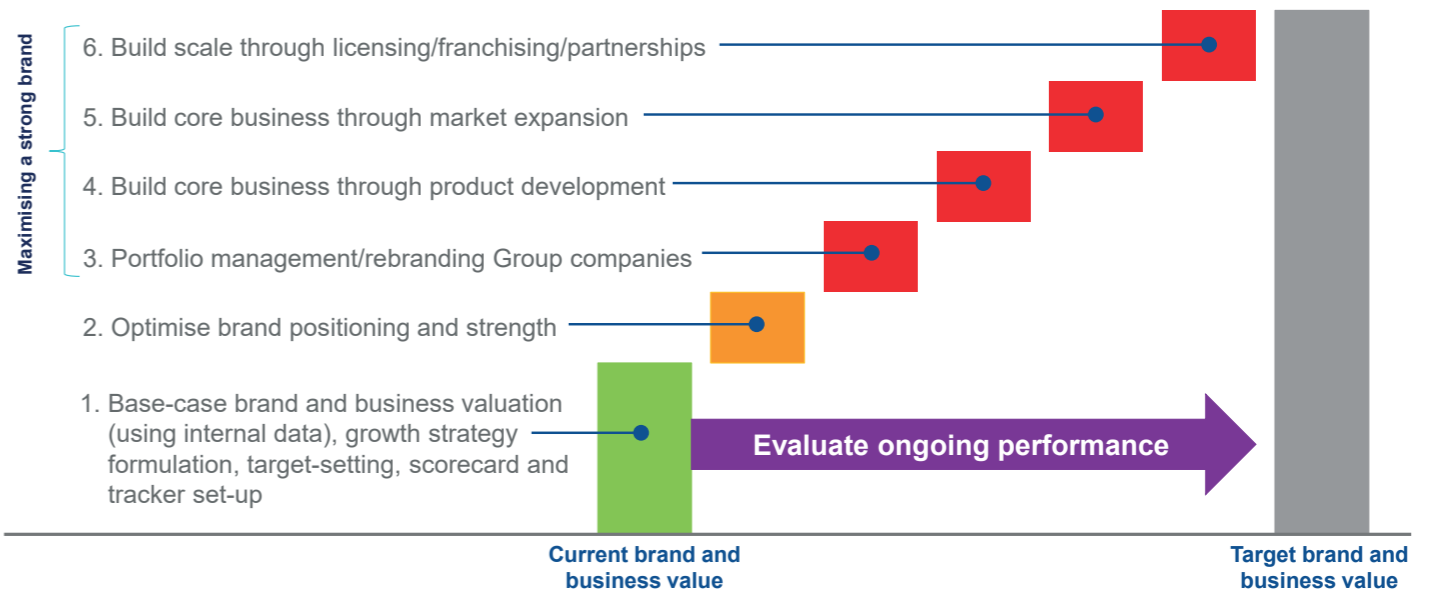 Maximising a strong brand
6. Build scale through licensing/franchising/partnerships
5. Build core business through market expansion
4. Build core business through product development
3. Portfolio management/rebranding Group companies
2. Optimise brand positioning and strength
1. Base-case brand and business valuation
(using internal data), growth strategy
formulation, target-setting, scorecard and
tracker set-up
Evaluate ongoing performance
Current brand and
business value
Target brand and
business value